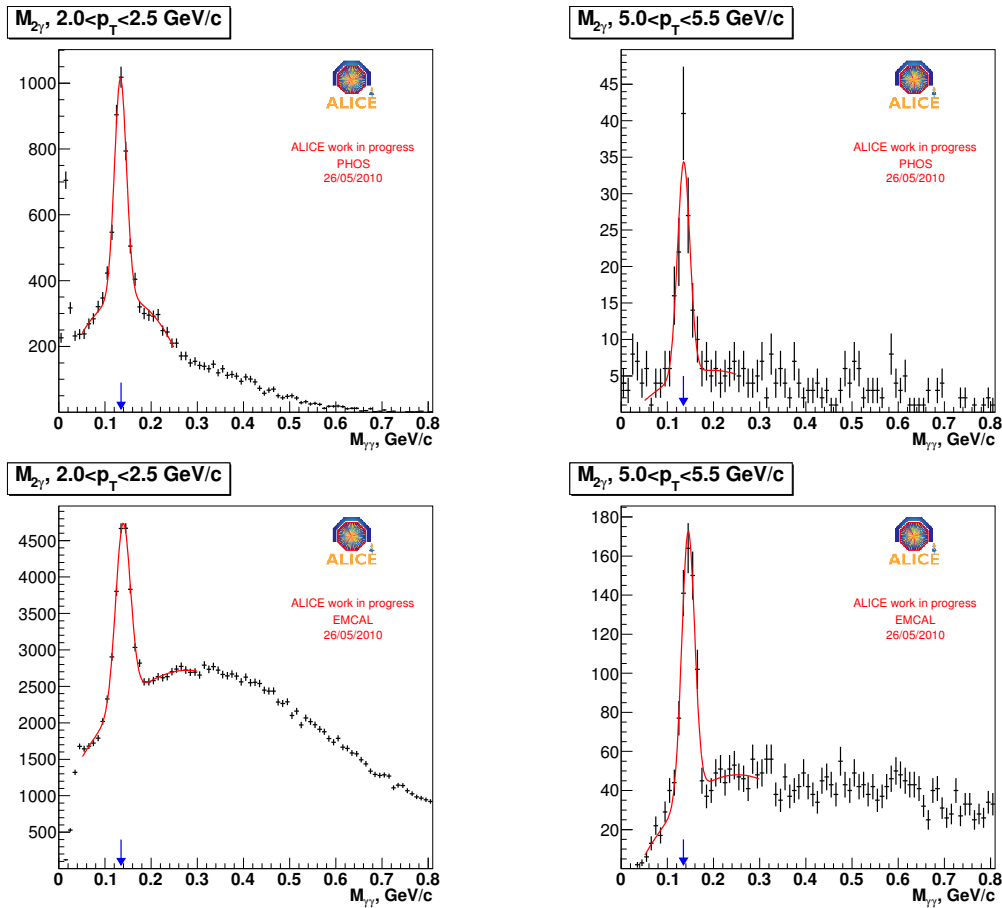 M2γ, 2.0<pT<2.5 GeV/c
1000
800
600
400
200
0 0.1 0.2 0.3 0.4 0.5 0.6 0.7 0.8
Mγγ, GeV/c
ALICE
ALICE work in progress
PHOS
26/05/2010
M2γ, 5.0<pT<5.5 GeV/c
45
40
35
30
25
20
15
10
5
0 0.1 0.2 0.3 0.4 0.5 0.6 0.7 0.8
Mγγ, GeV/c
ALICE
ALICE work in progress
PHOS
26/05/2010
M2γ, 2.0<pT<2.5 GeV/c
4500
4000
3500
3000
2500
2000
1500
1000
500
0 0.1 0.2 0.3 0.4 0.5 0.6 0.7 0.8
Mγγ, GeV/c
ALICE
ALICE work in progress
EMCAL
26/05/2010
M2γ, 5.0<pT<5.5 GeV/c
180
160
140
120
100
80
60
40
20
0 0.1 0.2 0.3 0.4 0.5 0.6 0.7 0.8
Mγγ, GeV/c
ALICE
ALICE work in progress
EMCAL
26/05/2010